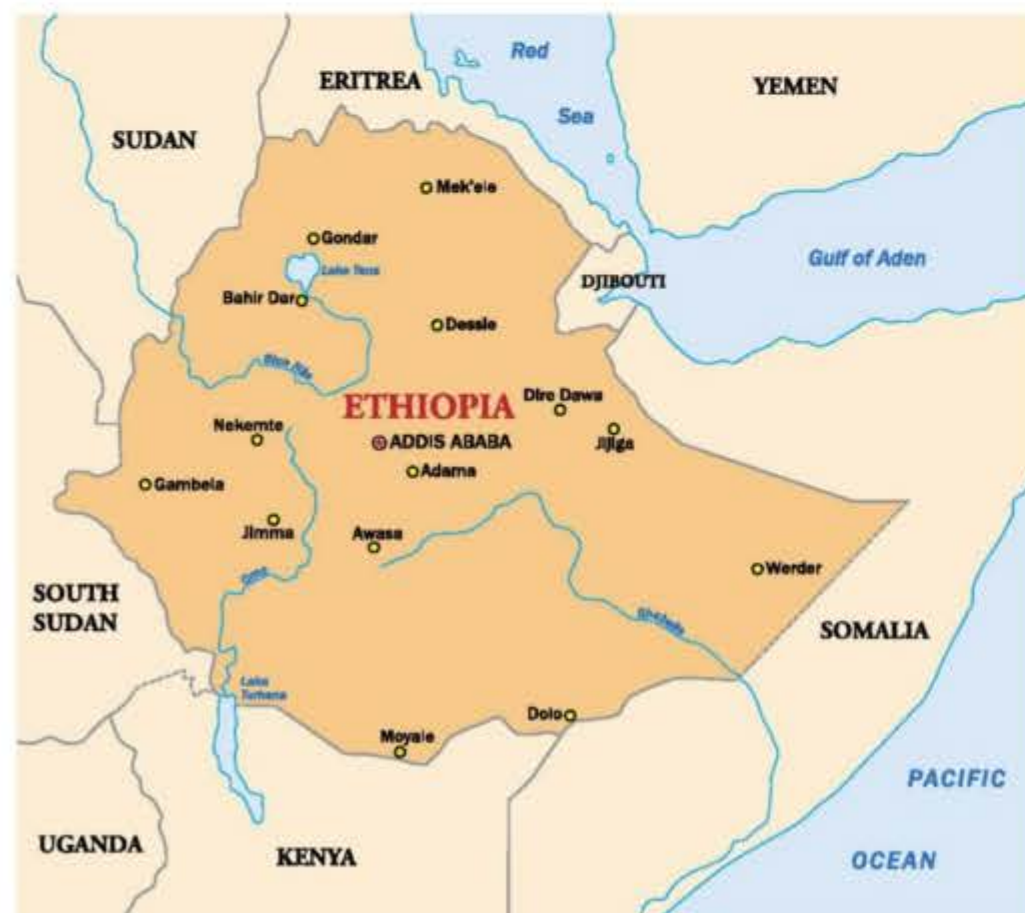 Red
Sea
YEMEN
ERITREA
SUDAN
Mek'ele
Gondar
Lake Tana
Gulf of Aden
DJIBOUTI
Bahir Dar
Dessie
Blue Nile
ETHIOPIA
Dire Dawa
Nekemte
ADDIS ABABA
Jijiga
Adama
Gambela
Jimma
Awasa
Werder
Omo
SOUTH
SUDAN
Shebele
SOMALIA
Lake
Turkana
Dolo
Moyale
PACIFIC
UGANDA
KENYA
OCEAN